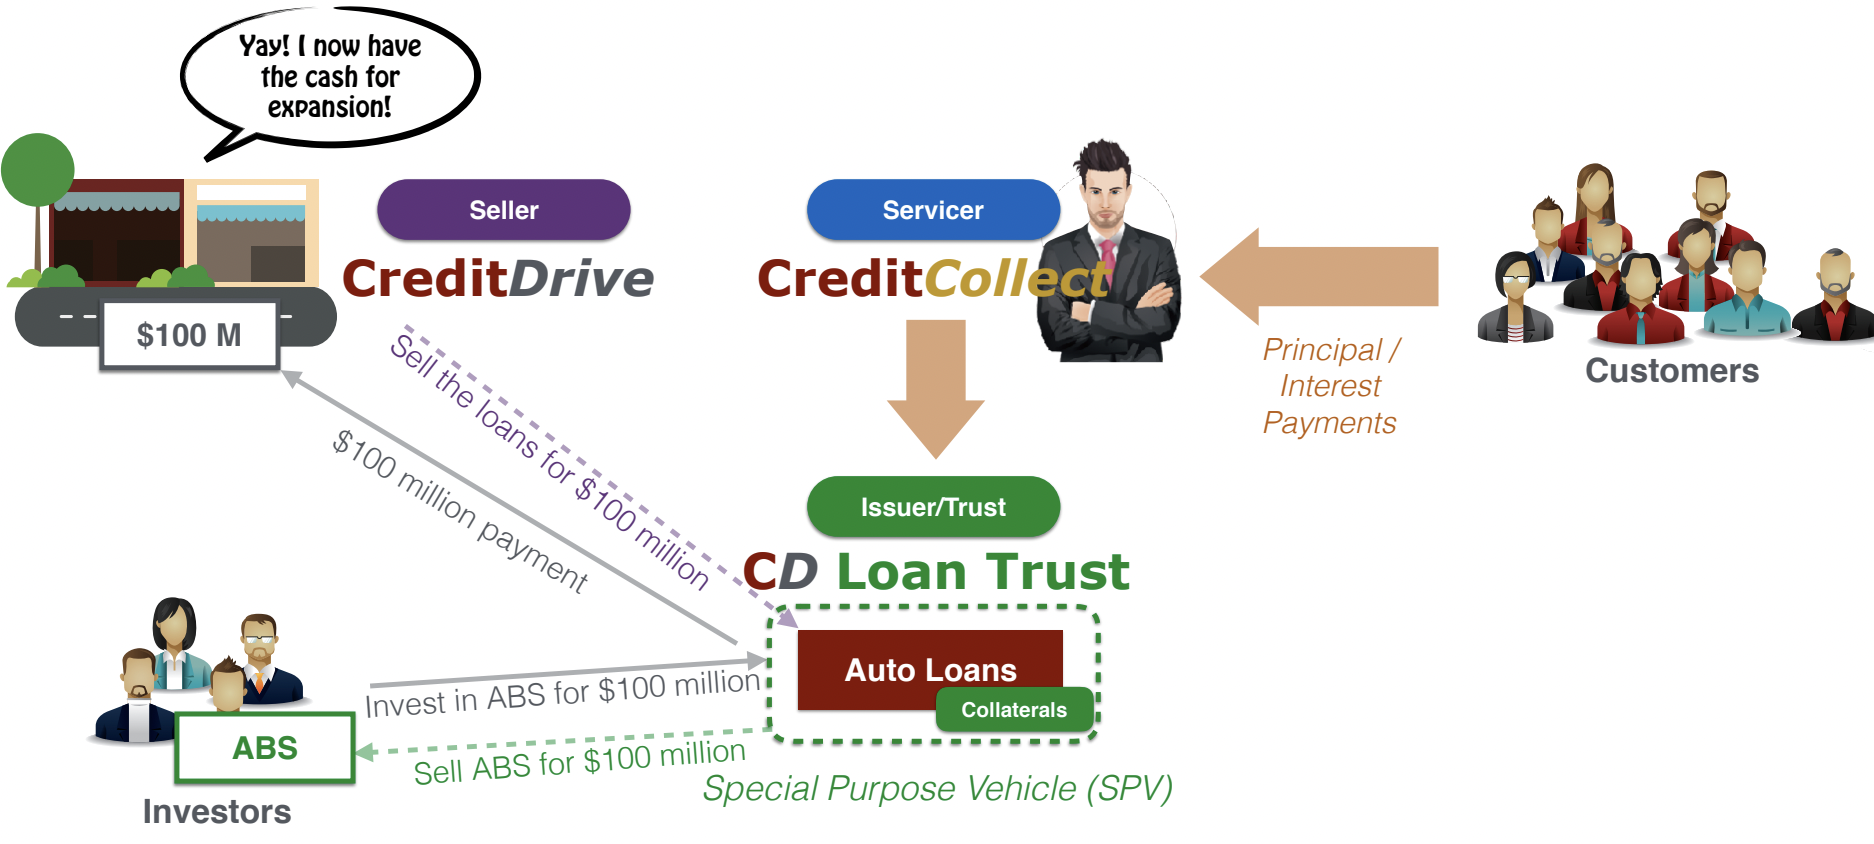 Yay! I now have
the cash for
expansion!
Seller
CreditDrive
Servicer
CreditCollect
$100 M
Principal /
Interest
Payments
Customers
Sell the loans for $100 million
$100 million payment
Issuer/Trust
CD Loan Trust
Auto Loans
Collaterals
Invest in ABS for $100 million
Sell ABS for $100 million
ABS
Investors
Special Purpose Vehicle (SPV)